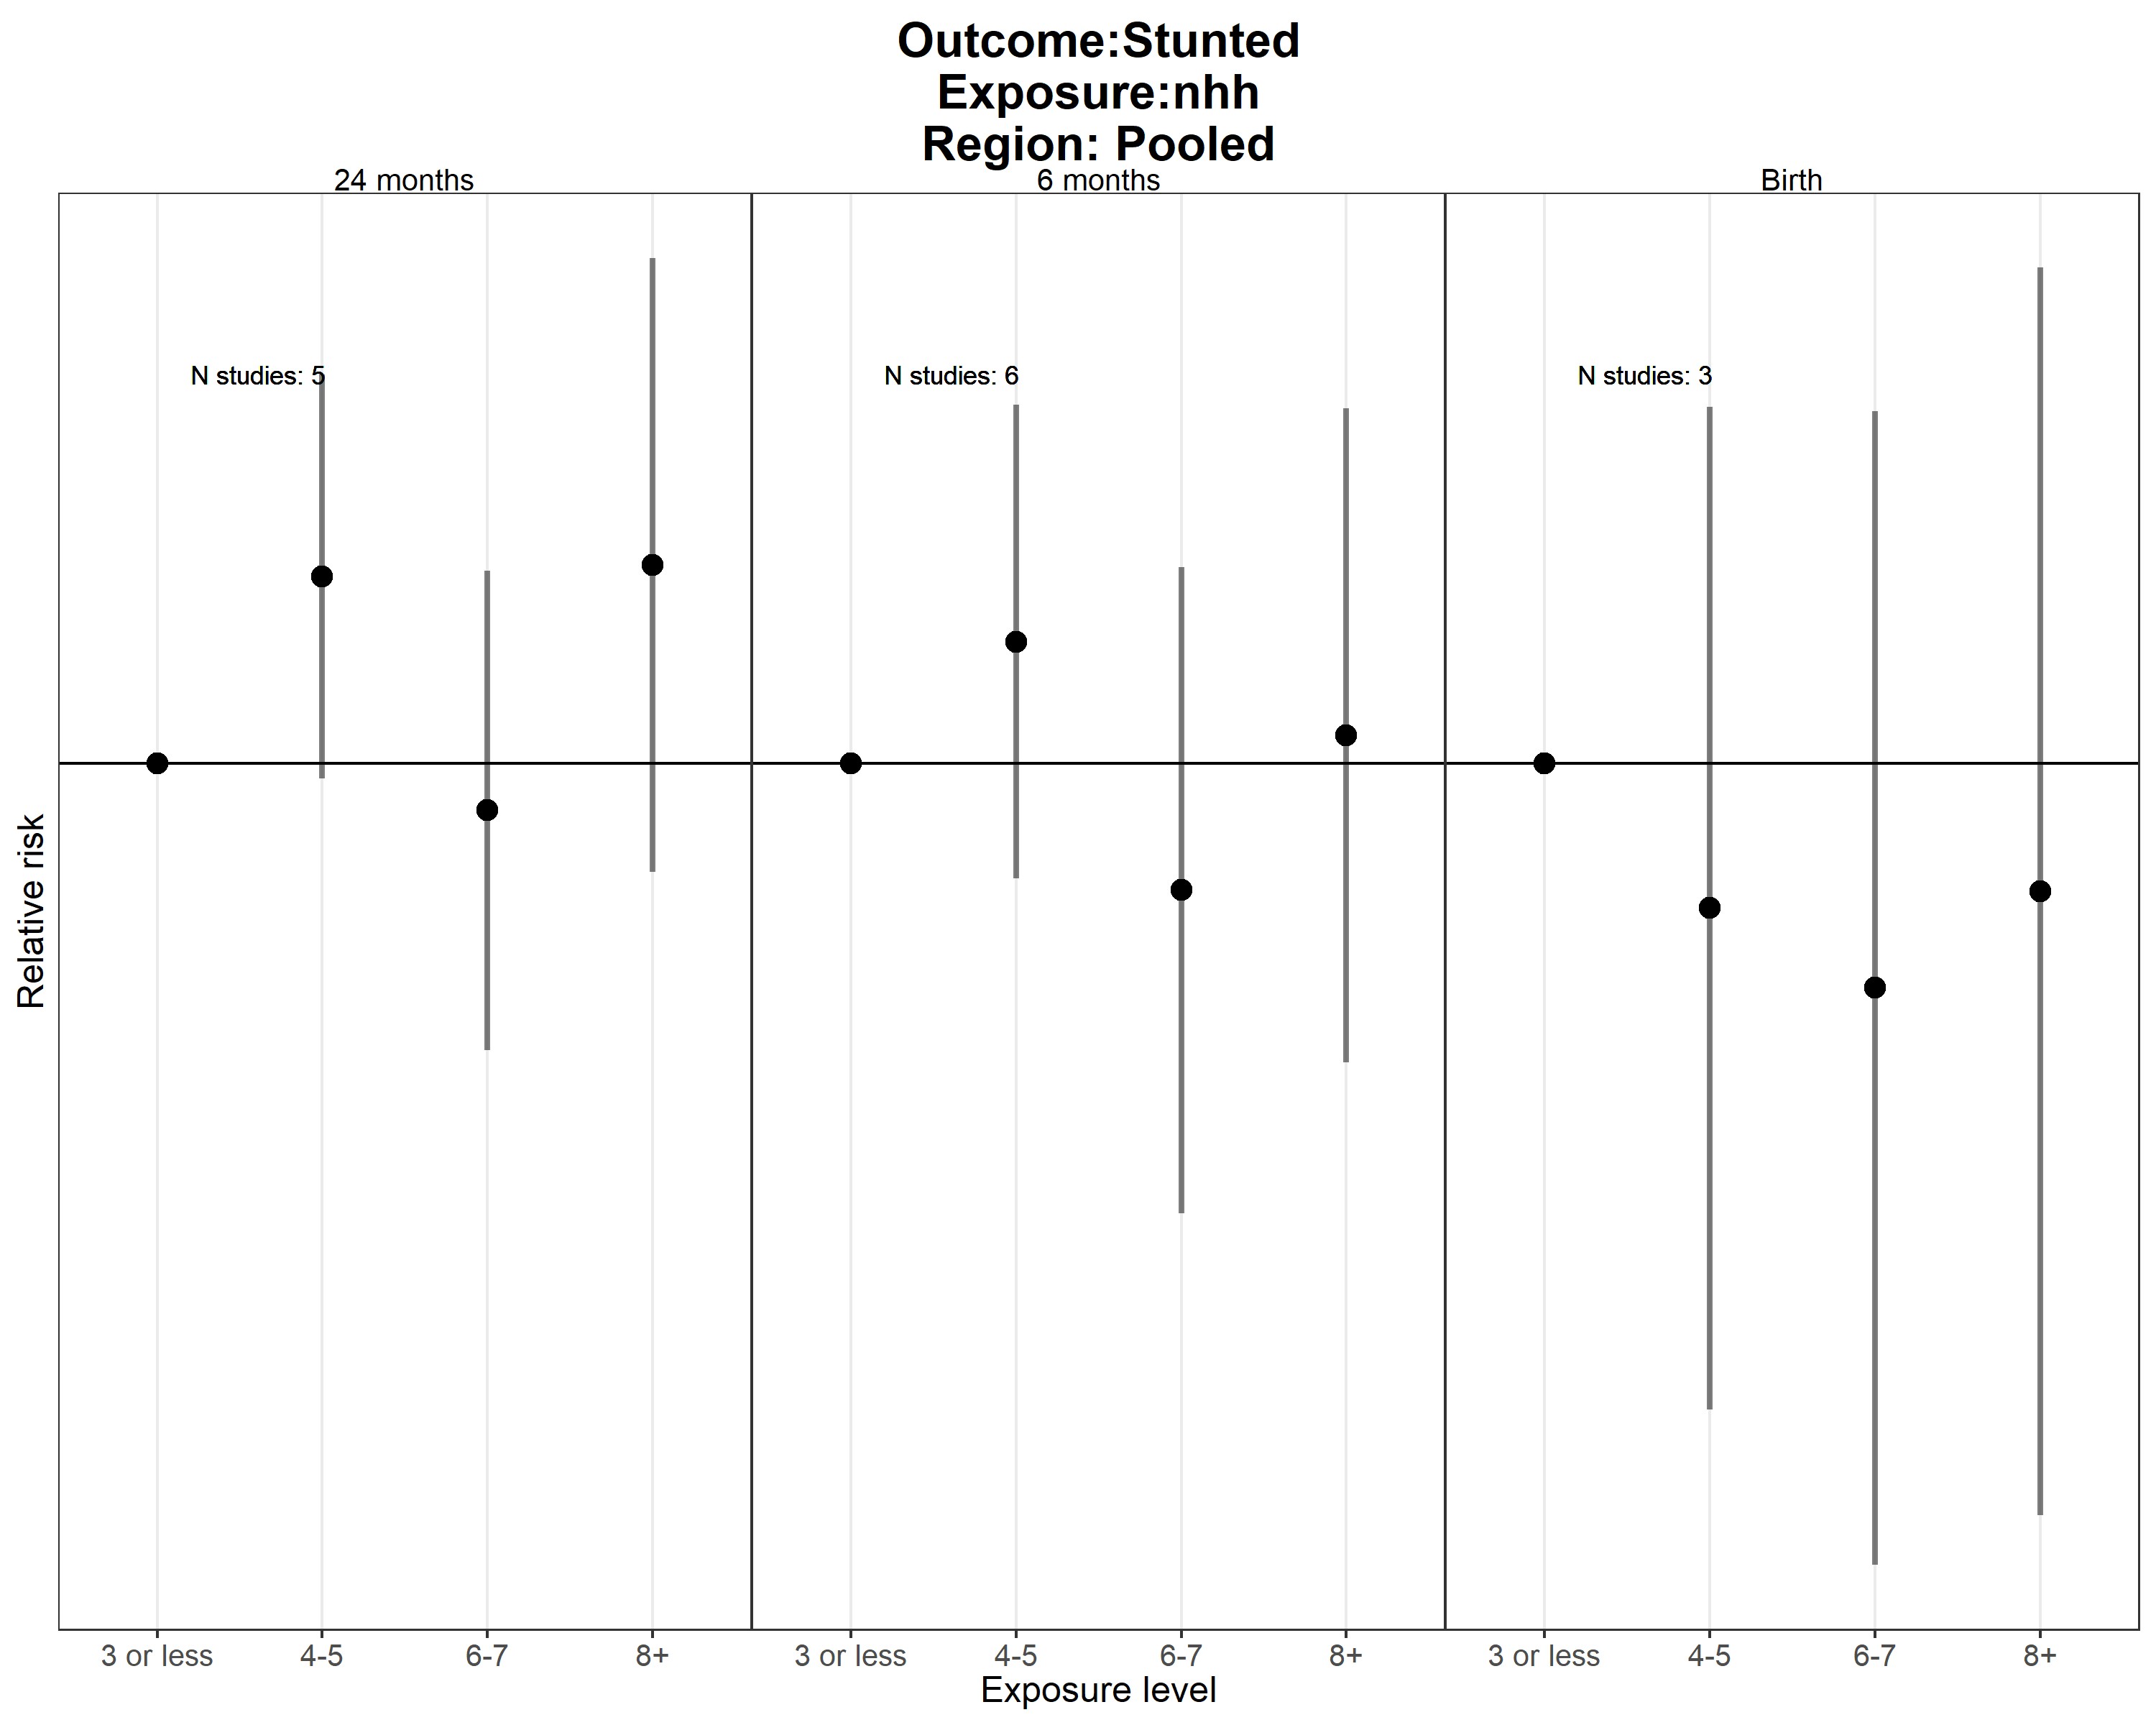 Outcome:Stunted
Exposure:nhh
Region: Pooled
24 months 6 months Birth
N studies: 5 N studies: 6 N studies: 3
Relative risk
3 or less 4-5 6-7 8+ 3 or less 4-5 6-7 8+ 3 or less 4-5 6-7 8+
Exposure level